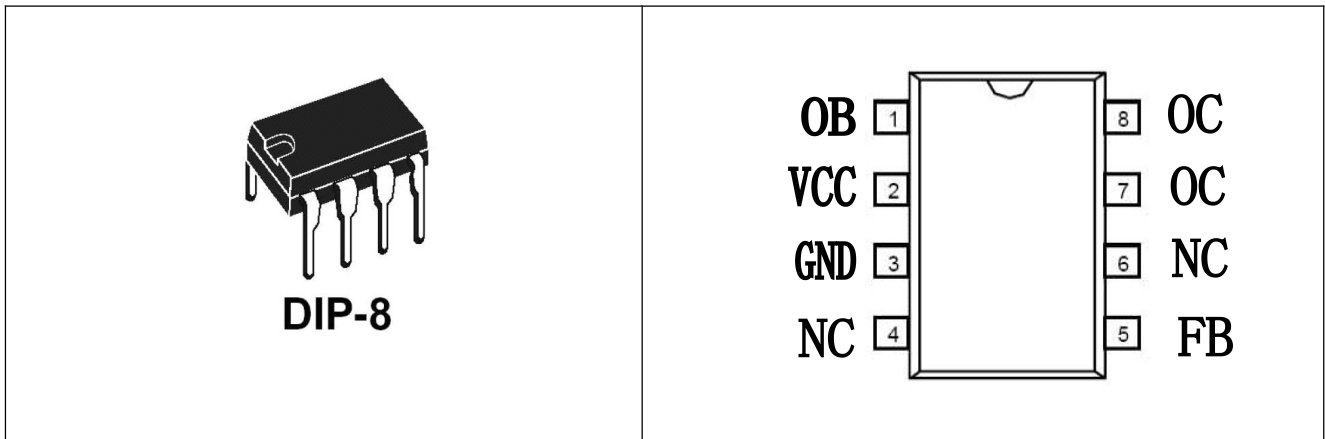 DIP-8
OB 1 8 OC
VCC 2 7 OC
GND 3 6 NC
NC 4 5 FB